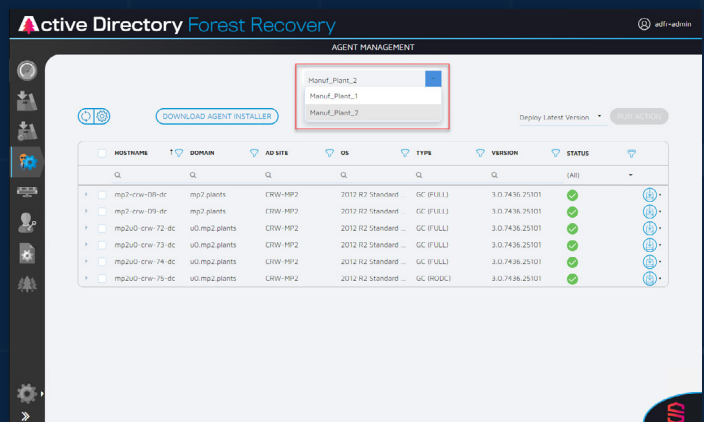 Active Directory Forest Recovery
adfr-admin
AGENT MANAGEMENT
Manuf_Plant_2
Manuf_Plant_1
Manuf_Plant_2
DOWNLOAD AGENT INSTALLER
Deploy Latest Version
RUN ACTION
HOSTNAME DOMAIN AD SITE OS TYPE VERSION STATUS
(All)
mp2-crw-08-dc mp2.plants CRW-MP2 2012 R2 Standard ... GC (FULL) 3.0.7436.25101
mp2-crw-09-dc mp2.plants CRW-MP2 2012 R2 Standard ... GC (FULL) 3.0.7436.25101
mp2u0-crw-72-dc u0.mp2.plants CRW-MP2 2012 R2 Standard ... GC (FULL) 3.0.7436.25101
mp2u0-crw-73-dc u0.mp2.plants CRW-MP2 2012 R2 Standard ... GC (FULL) 3.0.7436.25101
mp2u0-crw-74-dc u0.mp2.plants CRW-MP2 2012 R2 Standard ... GC (FULL) 3.0.7436.25101
mp2u0-crw-75-dc u0.mp2.plants CRW-MP2 2012 R2 Standard ... GC (RODC) 3.0.7436.25101